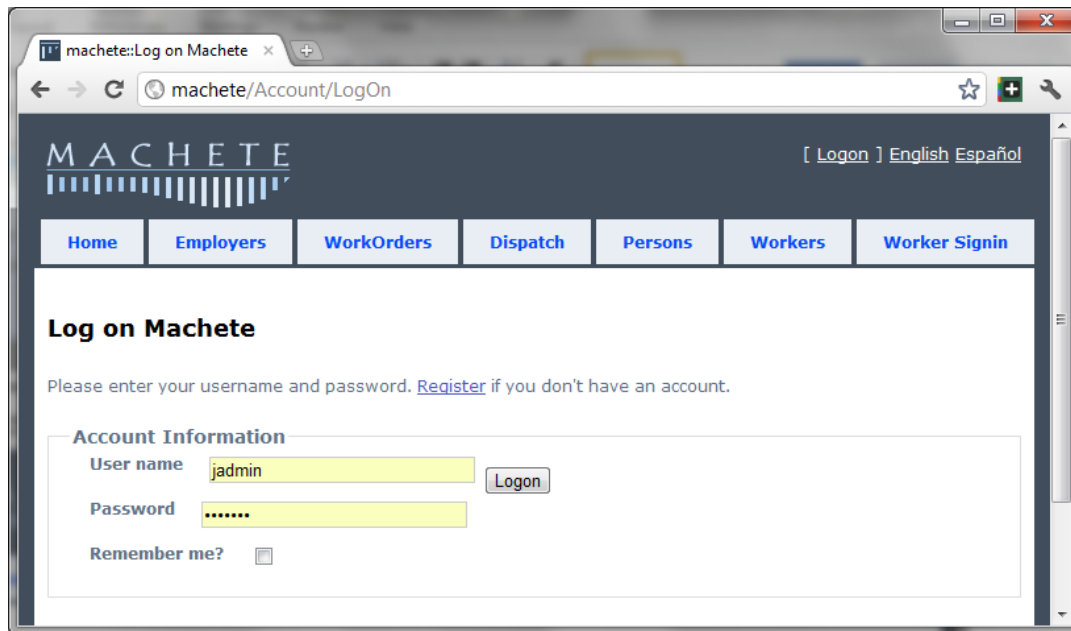 machete::Log on Machete
machete/Account/LogOn
MACHETE
[ Logon ] English Español
Home Employers WorkOrders Dispatch Persons Workers Worker Signin
Log on Machete
Please enter your username and password. Register if you don't have an account.
Account Information
User name jadmin
Logon
Password •••••••
Remember me?